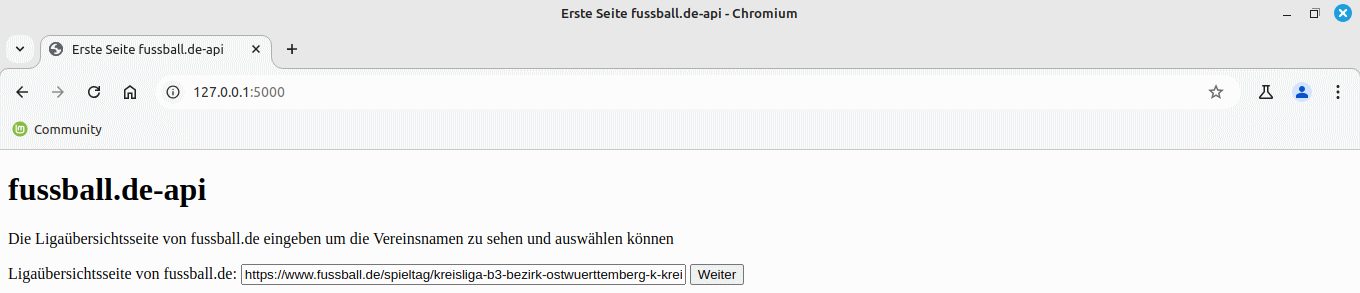 Erste Seite fussball.de-api - Chromium
Erste Seite fussball.de-api
127.0.0.1:5000
Community
fussball.de-api
Die Ligaübersichtsseite von fussball.de eingeben um die Vereinsnamen zu sehen und auswählen können
Ligaübersichtsseite von fussball.de: https://www.fussball.de/spieltag/kreisliga-b3-bezirk-ostwuerttemberg-k-krei Weiter